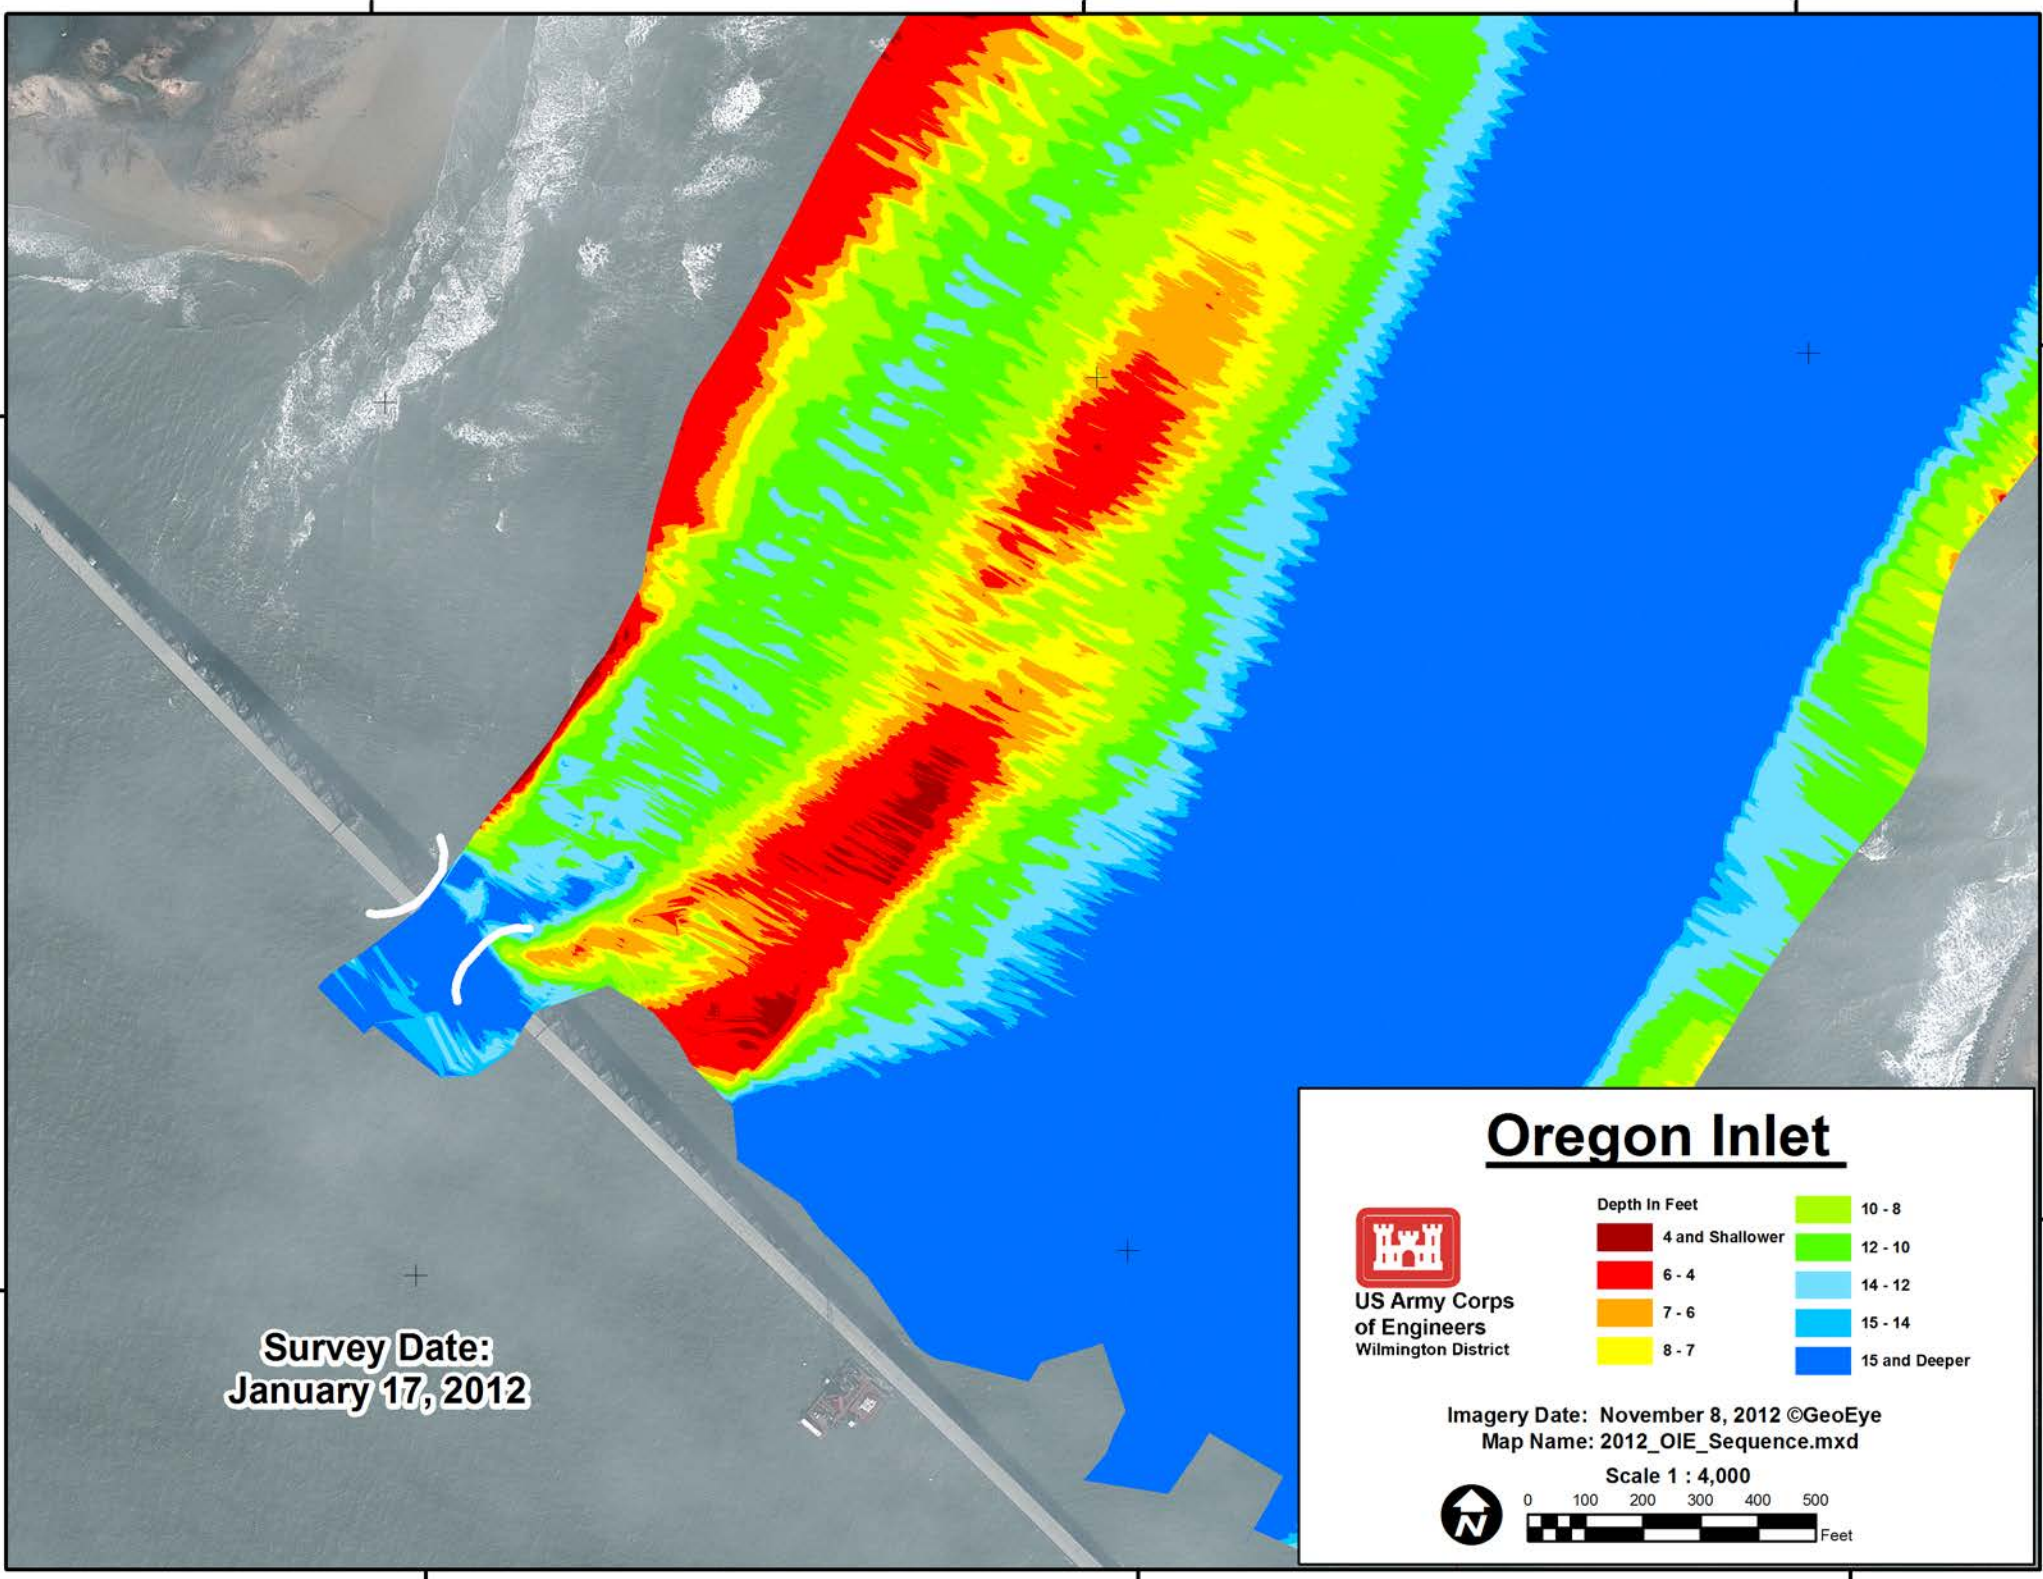 Survey Date:
January 17, 2012
Oregon Inlet
US Army Corps
of Engineers
Wilmington District
Depth In Feet
4 and Shallower
6 - 4
7 - 6
8 - 7
10 - 8
12 - 10
14 - 12
15 - 14
15 and Deeper
Imagery Date: November 8, 2012 ©GeoEye
Map Name: 2012_OIE_Sequence.mxd
Scale 1 : 4,000
0 100 200 300 400 500
Feet
N